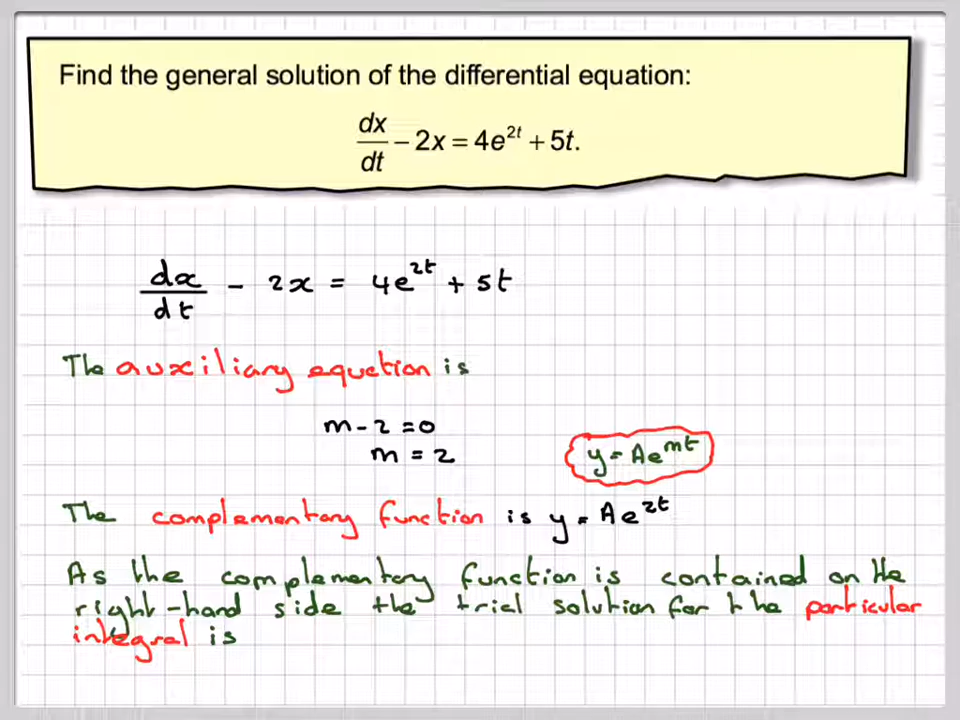 Find the general solution of the differential equation:
dx/dt − 2x = 4e^{2t} + 5t.
dx/dt - 2x = 4e^{2t} + 5t
The auxiliary equation is
m - 2 = 0
m = 2
y = Ae^{mt}
The complementary function is y = Ae^{2t}
As the complementary function is contained on the
right-hand side the trial solution for the particular
integral is